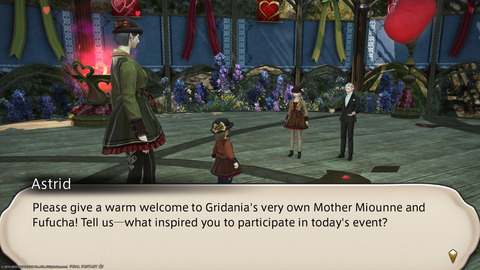 Astrid
Please give a warm welcome to Gridania's very own Mother Miounne and
Fufucha! Tell us—what inspired you to participate in today's event?